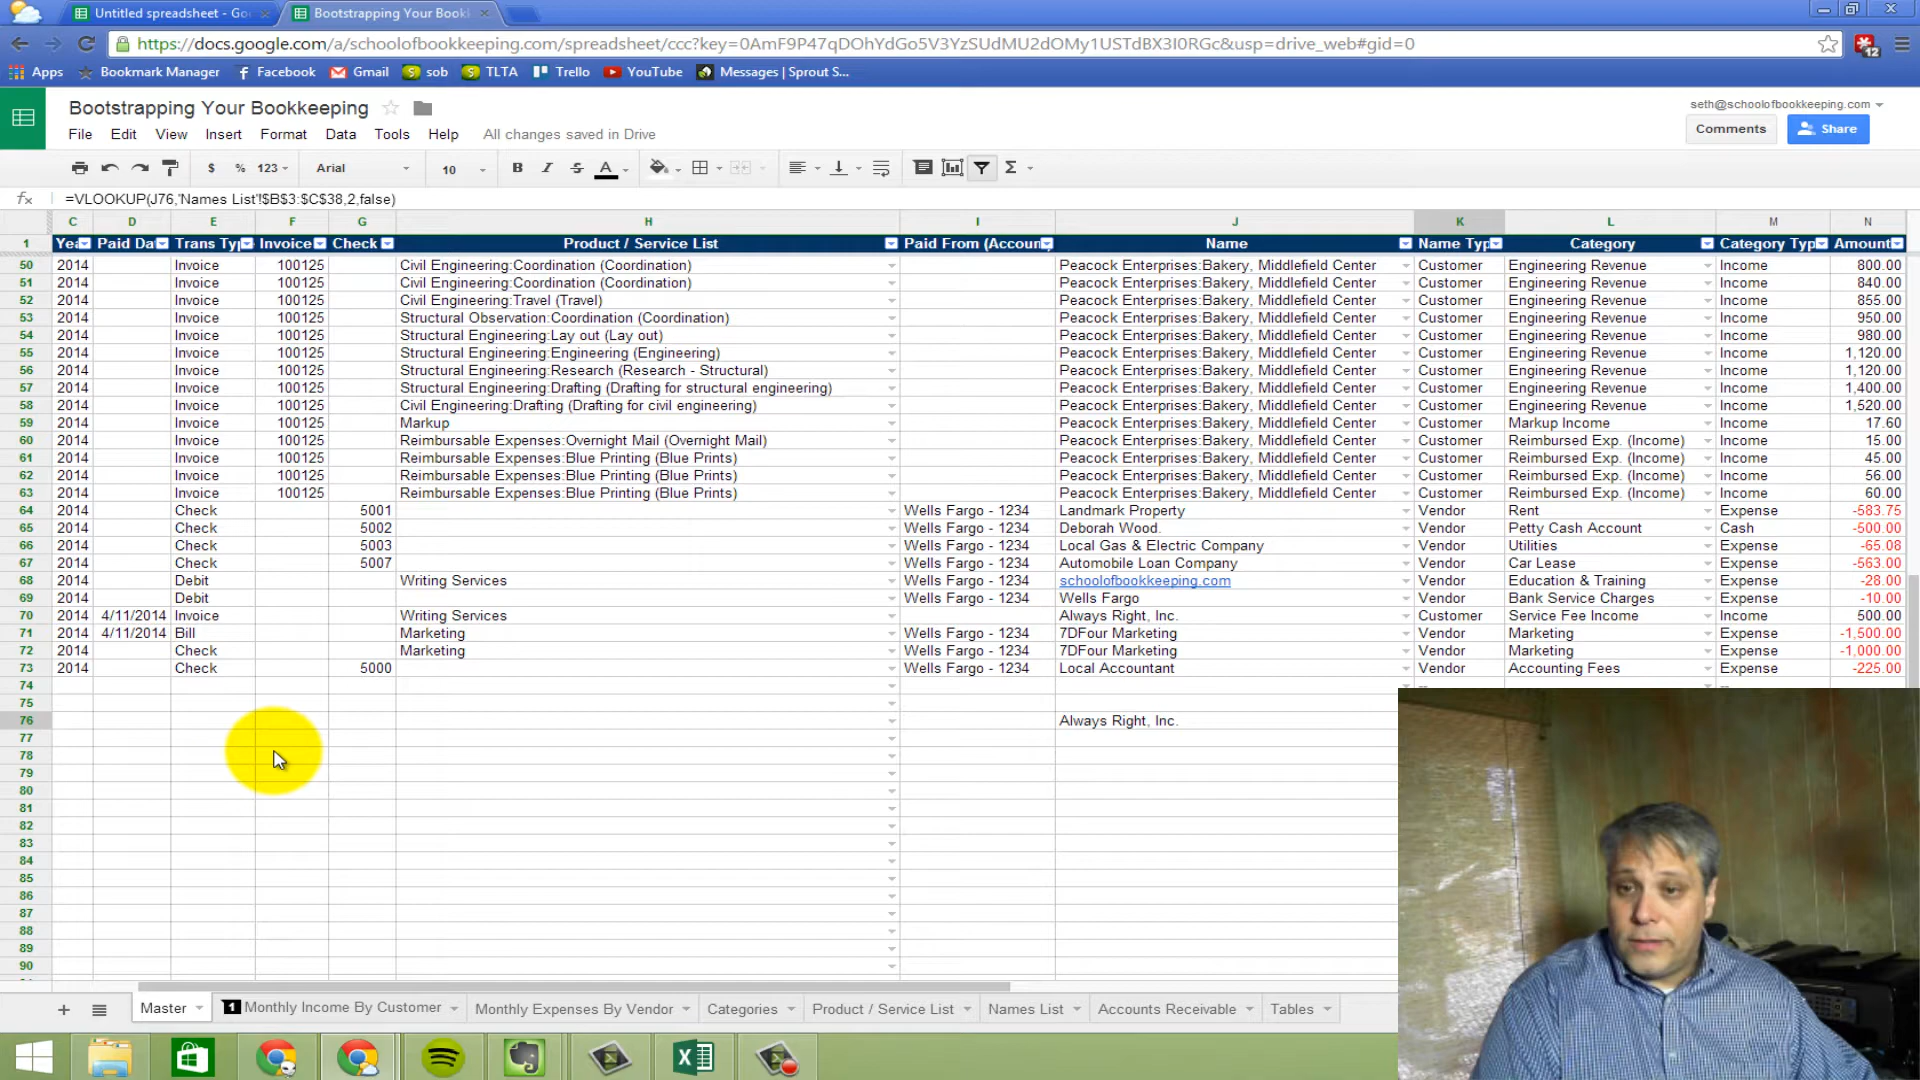 Untitled spreadsheet - Goo
Bootstrapping Your Bookk
https://docs.google.com/a/schoolofbookkeeping.com/spreadsheet/ccc?key=0AmF9P47qDOhYdGo5V3YzSUdMU2dOMy1USTdBX3I0RGc&usp=drive_web#gid=0
12
Apps Bookmark Manager Facebook Gmail sob TLTA Trello YouTube Messages | Sprout S...
Bootstrapping Your Bookkeeping
seth@schoolofbookkeeping.com
File Edit View Insert Format Data Tools Help All changes saved in Drive
Comments Share
$ % 123 Arial 10 B I S A Σ
fx =VLOOKUP(J76,'Names List'!$B$3:$C$38,2,false)
C D E F G H I J K L M N
1 Yea Paid Da Trans Typ Invoice Check Product / Service List Paid From (Accoun Name Name Typ Category Category Typ Amount
50 2014 Invoice 100125 Civil Engineering:Coordination (Coordination) Peacock Enterprises:Bakery, Middlefield Center Customer Engineering Revenue Income 800.00
51 2014 Invoice 100125 Civil Engineering:Coordination (Coordination) Peacock Enterprises:Bakery, Middlefield Center Customer Engineering Revenue Income 840.00
52 2014 Invoice 100125 Civil Engineering:Travel (Travel) Peacock Enterprises:Bakery, Middlefield Center Customer Engineering Revenue Income 855.00
53 2014 Invoice 100125 Structural Observation:Coordination (Coordination) Peacock Enterprises:Bakery, Middlefield Center Customer Engineering Revenue Income 950.00
54 2014 Invoice 100125 Structural Engineering:Lay out (Lay out) Peacock Enterprises:Bakery, Middlefield Center Customer Engineering Revenue Income 980.00
55 2014 Invoice 100125 Structural Engineering:Engineering (Engineering) Peacock Enterprises:Bakery, Middlefield Center Customer Engineering Revenue Income 1,120.00
56 2014 Invoice 100125 Structural Engineering:Research (Research - Structural) Peacock Enterprises:Bakery, Middlefield Center Customer Engineering Revenue Income 1,120.00
57 2014 Invoice 100125 Structural Engineering:Drafting (Drafting for structural engineering) Peacock Enterprises:Bakery, Middlefield Center Customer Engineering Revenue Income 1,400.00
58 2014 Invoice 100125 Civil Engineering:Drafting (Drafting for civil engineering) Peacock Enterprises:Bakery, Middlefield Center Customer Engineering Revenue Income 1,520.00
59 2014 Invoice 100125 Markup Peacock Enterprises:Bakery, Middlefield Center Customer Markup Income Income 17.60
60 2014 Invoice 100125 Reimbursable Expenses:Overnight Mail (Overnight Mail) Peacock Enterprises:Bakery, Middlefield Center Customer Reimbursed Exp. (Income) Income 15.00
61 2014 Invoice 100125 Reimbursable Expenses:Blue Printing (Blue Prints) Peacock Enterprises:Bakery, Middlefield Center Customer Reimbursed Exp. (Income) Income 45.00
62 2014 Invoice 100125 Reimbursable Expenses:Blue Printing (Blue Prints) Peacock Enterprises:Bakery, Middlefield Center Customer Reimbursed Exp. (Income) Income 56.00
63 2014 Invoice 100125 Reimbursable Expenses:Blue Printing (Blue Prints) Peacock Enterprises:Bakery, Middlefield Center Customer Reimbursed Exp. (Income) Income 60.00
64 2014 Check 5001 Wells Fargo - 1234 Landmark Property Vendor Rent Expense -583.75
65 2014 Check 5002 Wells Fargo - 1234 Deborah Wood. Vendor Petty Cash Account Cash -500.00
66 2014 Check 5003 Wells Fargo - 1234 Local Gas & Electric Company Vendor Utilities Expense -65.08
67 2014 Check 5007 Wells Fargo - 1234 Automobile Loan Company Vendor Car Lease Expense -563.00
68 2014 Debit Writing Services Wells Fargo - 1234 schoolofbookkeeping.com Vendor Education & Training Expense -28.00
69 2014 Debit Wells Fargo - 1234 Wells Fargo Vendor Bank Service Charges Expense -10.00
70 2014 4/11/2014 Invoice Writing Services Always Right, Inc. Customer Service Fee Income Income 500.00
71 2014 4/11/2014 Bill Marketing Wells Fargo - 1234 7DFour Marketing Vendor Marketing Expense -1,500.00
72 2014 Check Marketing Wells Fargo - 1234 7DFour Marketing Vendor Marketing Expense -1,000.00
73 2014 Check 5000 Wells Fargo - 1234 Local Accountant Vendor Accounting Fees Expense -225.00
74
75
76 Always Right, Inc.
77
78
79
80
81
82
83
84
85
86
87
88
89
90
+ Master 1 Monthly Income By Customer Monthly Expenses By Vendor Categories Product / Service List Names List Accounts Receivable Tables